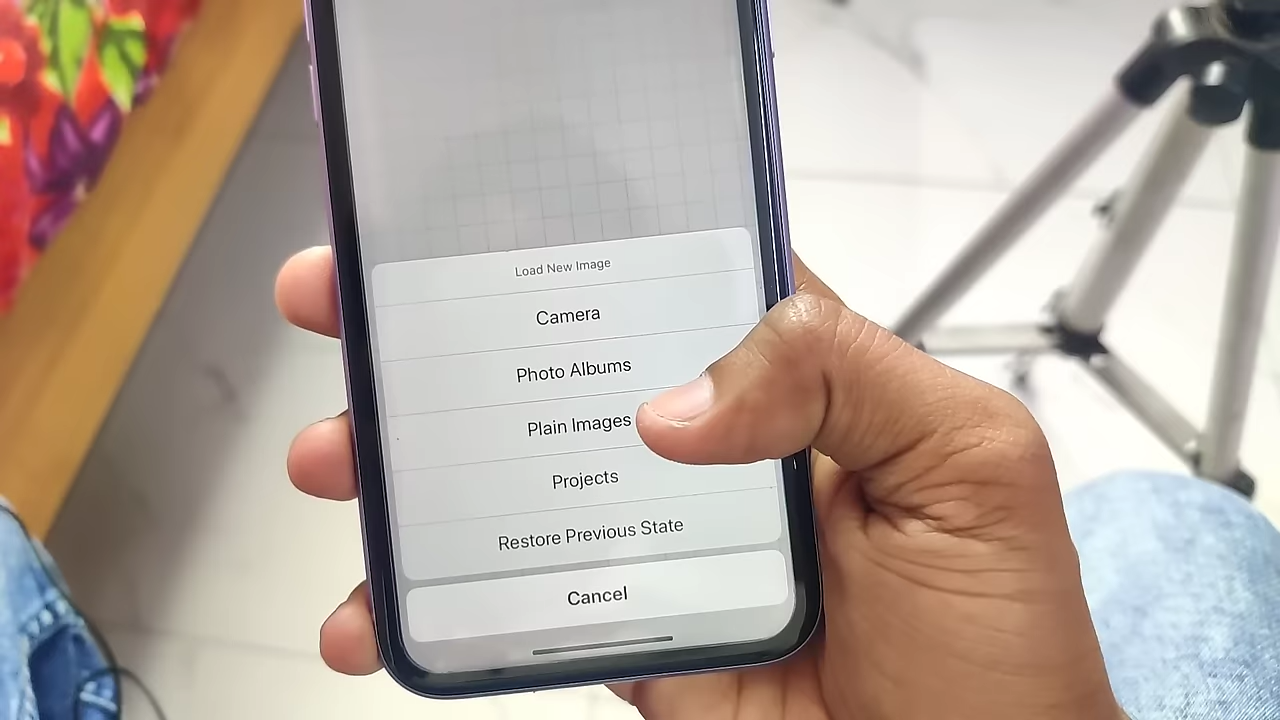 Load New Image
Camera
Photo Albums
Plain Images
Projects
Restore Previous State
Cancel